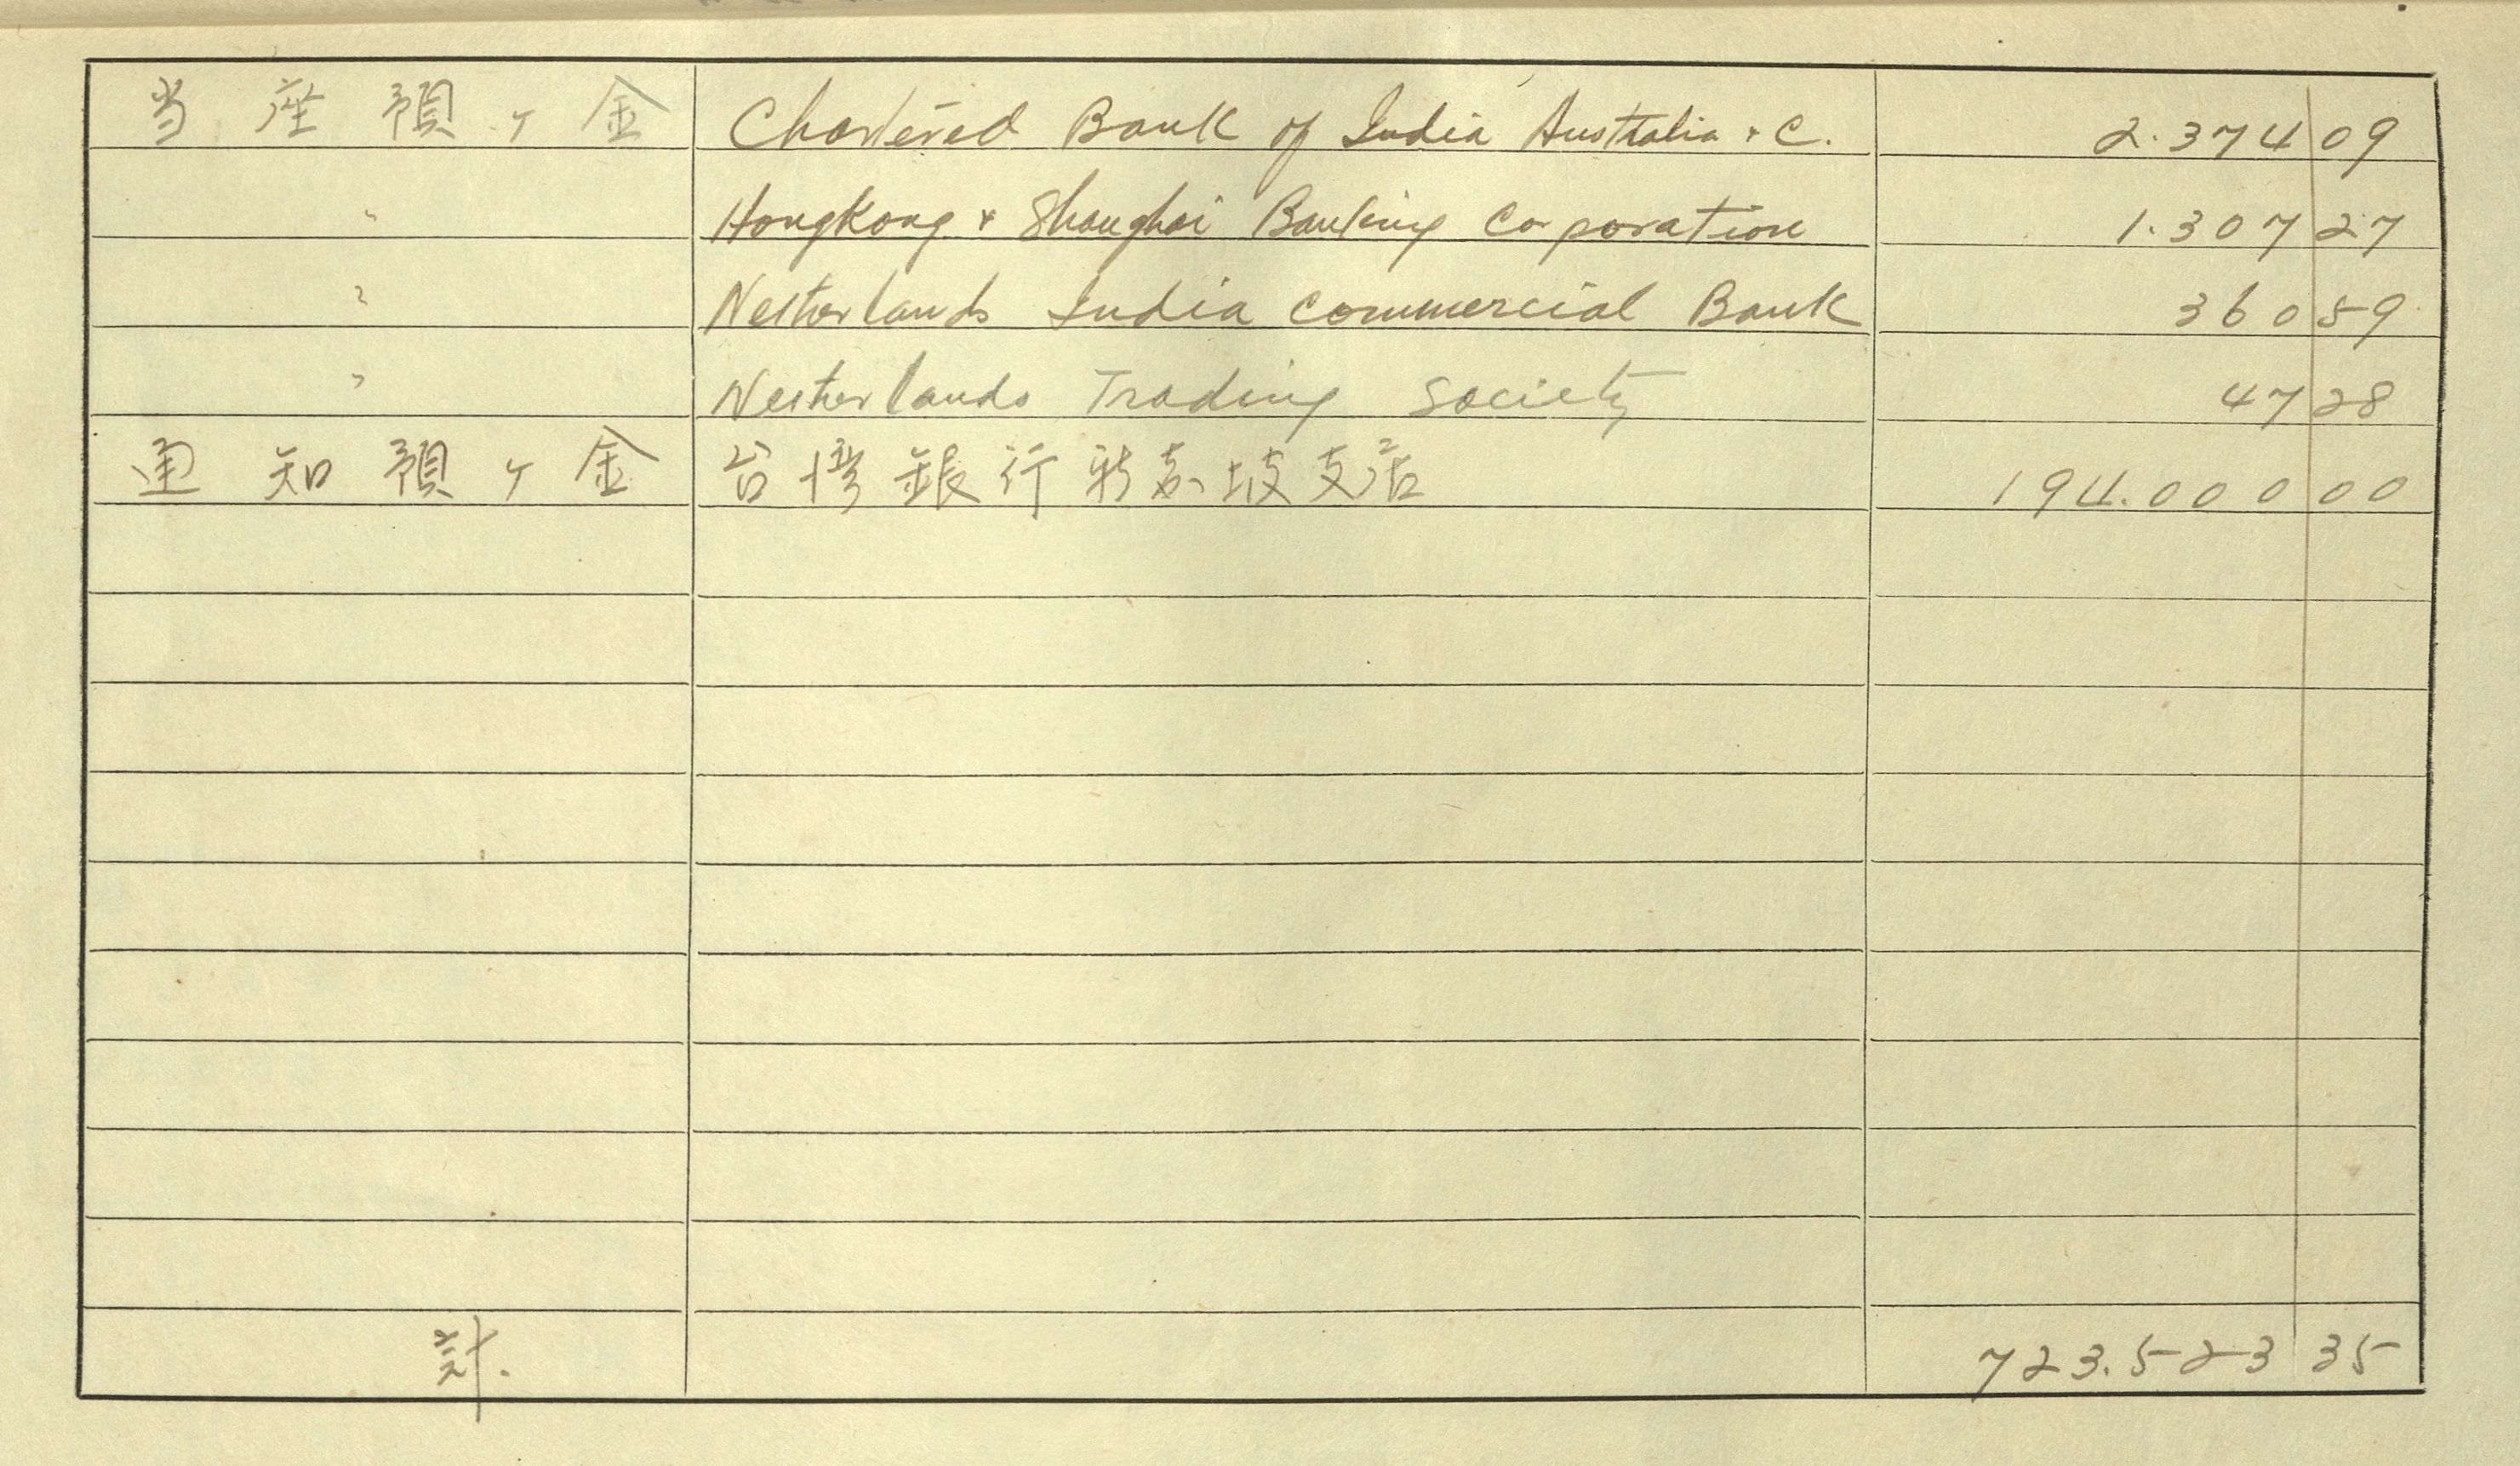 当座預ヶ金 Chartered Bank of India Australia & C. 2.374 09
〃 HongKong & Shanghai Banking Corporation 1.307 27
〃 Netherlands India Commercial Bank 360 59
〃 Netherlands Trading Society 47 28
通知預ヶ金 台湾銀行新嘉坡支店 194.000 00
計. 723.523 35